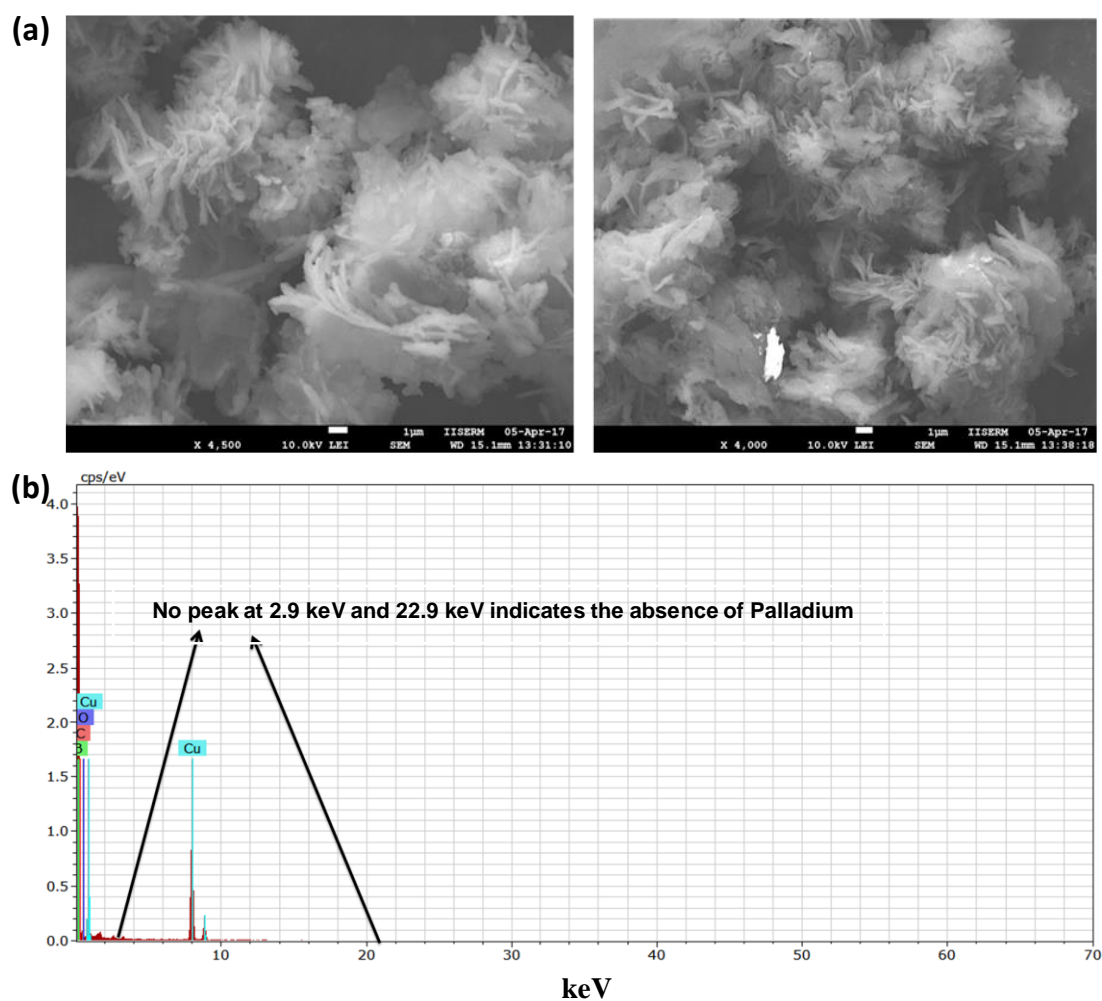 (a)
1µm IISERM 05-Apr-17
X 4,500 10.0kV LEI SEM WD 15.1mm 13:31:10
1µm IISERM 05-Apr-17
X 4,000 10.0kV LEI SEM WD 15.1mm 13:38:18
(b)
cps/eV
4.0
3.5
No peak at 2.9 keV and 22.9 keV indicates the absence of Palladium
3.0
2.5
Cu
O
2.0
C
B
Cu
1.5
1.0
0.5
0.0
10 20 30 40 50 60 70
keV